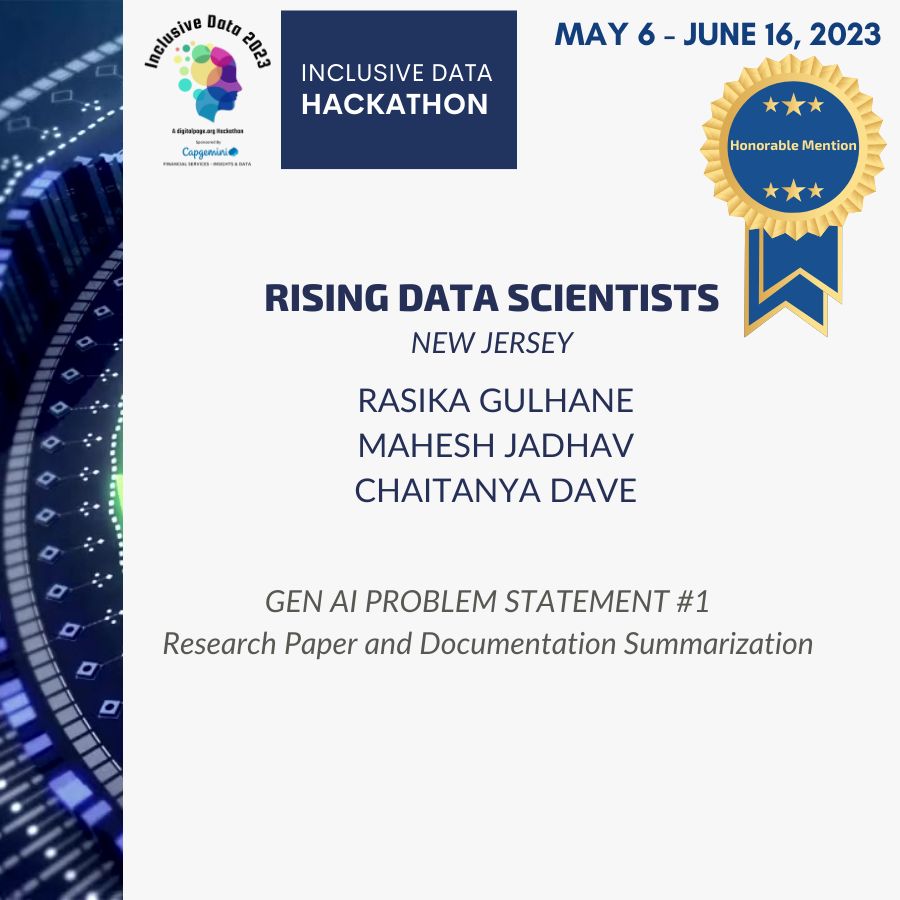 Inclusive Data 2023
A digitalpage.org Hackathon
Sponsored By
Capgemini
FINANCIAL SERVICES - INSIGHTS & DATA
INCLUSIVE DATA
HACKATHON
MAY 6 - JUNE 16, 2023
Honorable Mention
RISING DATA SCIENTISTS
NEW JERSEY
RASIKA GULHANE
MAHESH JADHAV
CHAITANYA DAVE
GEN AI PROBLEM STATEMENT #1
Research Paper and Documentation Summarization